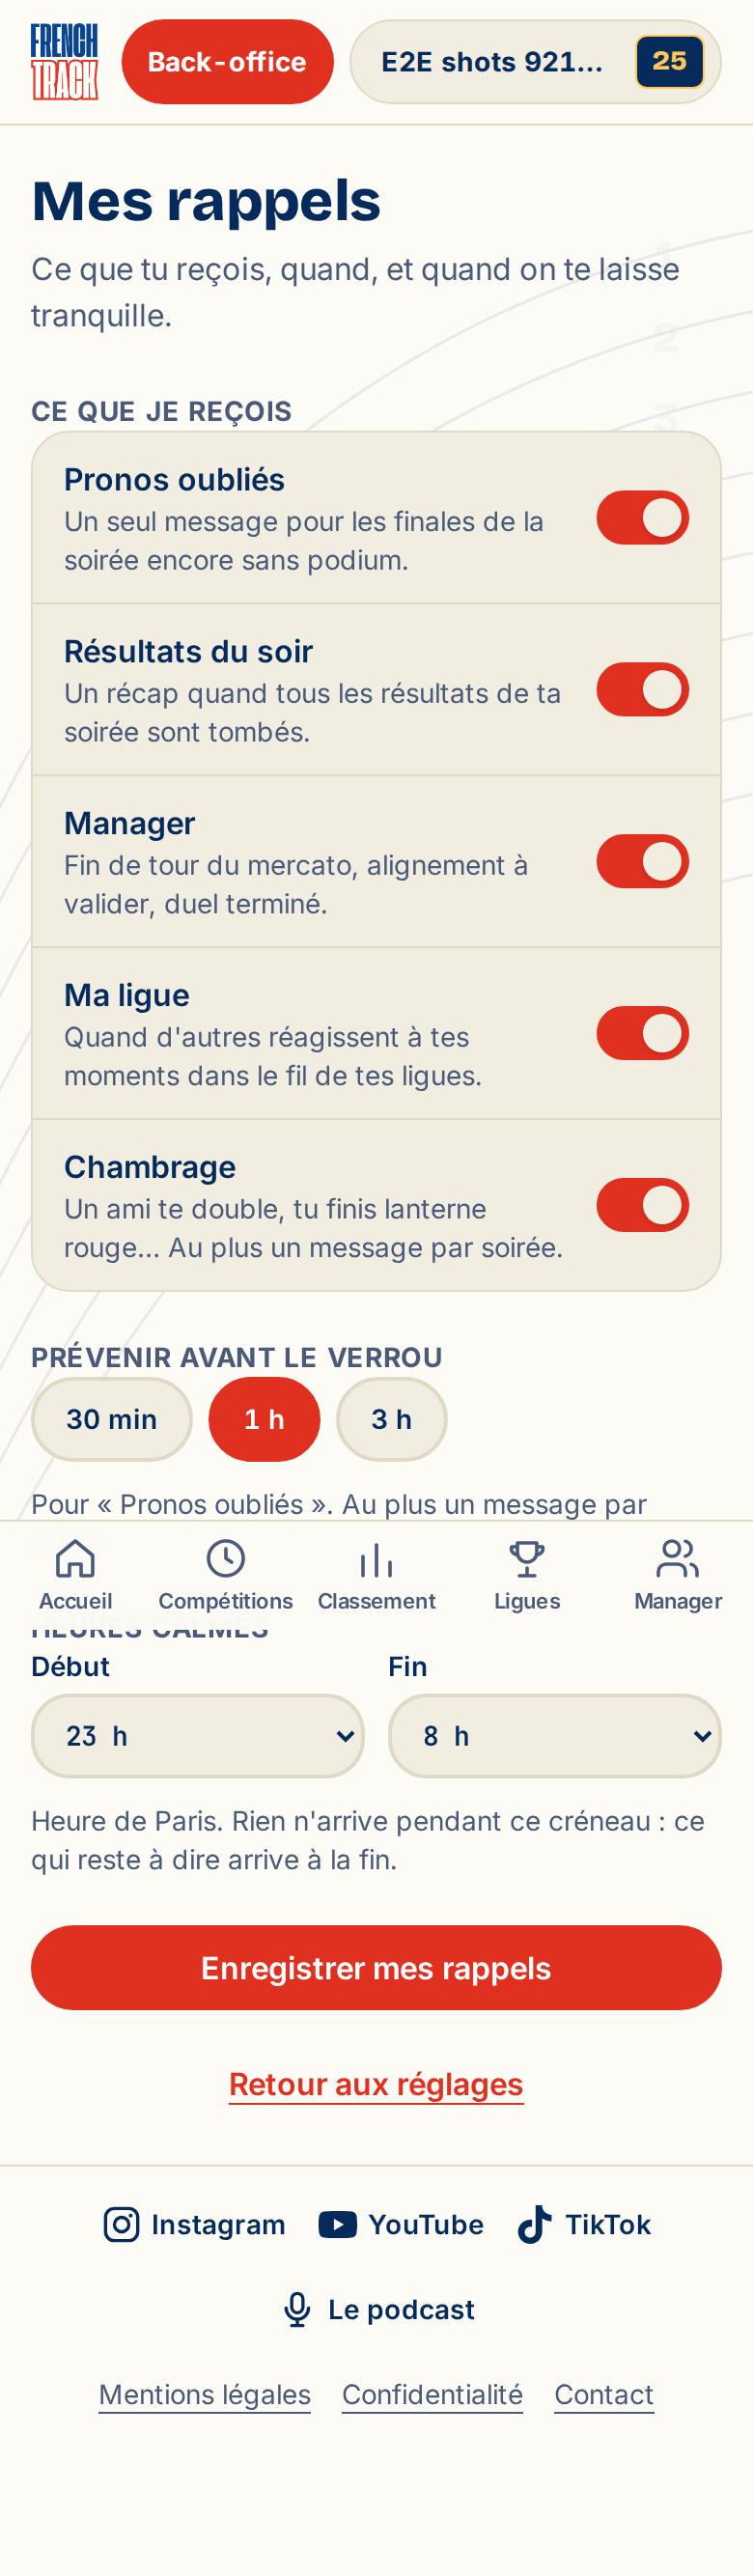 FRENCH
TRACK
Back-office
E2E shots 921...
25
Mes rappels
Ce que tu reçois, quand, et quand on te laisse
tranquille.
1
2
3
CE QUE JE REÇOIS
Pronos oubliés
Un seul message pour les finales de la
soirée encore sans podium.
Résultats du soir
Un récap quand tous les résultats de ta
soirée sont tombés.
Manager
Fin de tour du mercato, alignement à
valider, duel terminé.
Ma ligue
Quand d'autres réagissent à tes
moments dans le fil de tes ligues.
Chambrage
Un ami te double, tu finis lanterne
rouge... Au plus un message par soirée.
PRÉVENIR AVANT LE VERROU
30 min
1 h
3 h
Pour « Pronos oubliés ». Au plus un message par
Accueil
Compétitions
Classement
Ligues
Manager
HEURES CALMES
Début
Fin
23 h
8 h
Heure de Paris. Rien n'arrive pendant ce créneau : ce
qui reste à dire arrive à la fin.
Enregistrer mes rappels
Retour aux réglages
Instagram
YouTube
TikTok
Le podcast
Mentions légales
Confidentialité
Contact